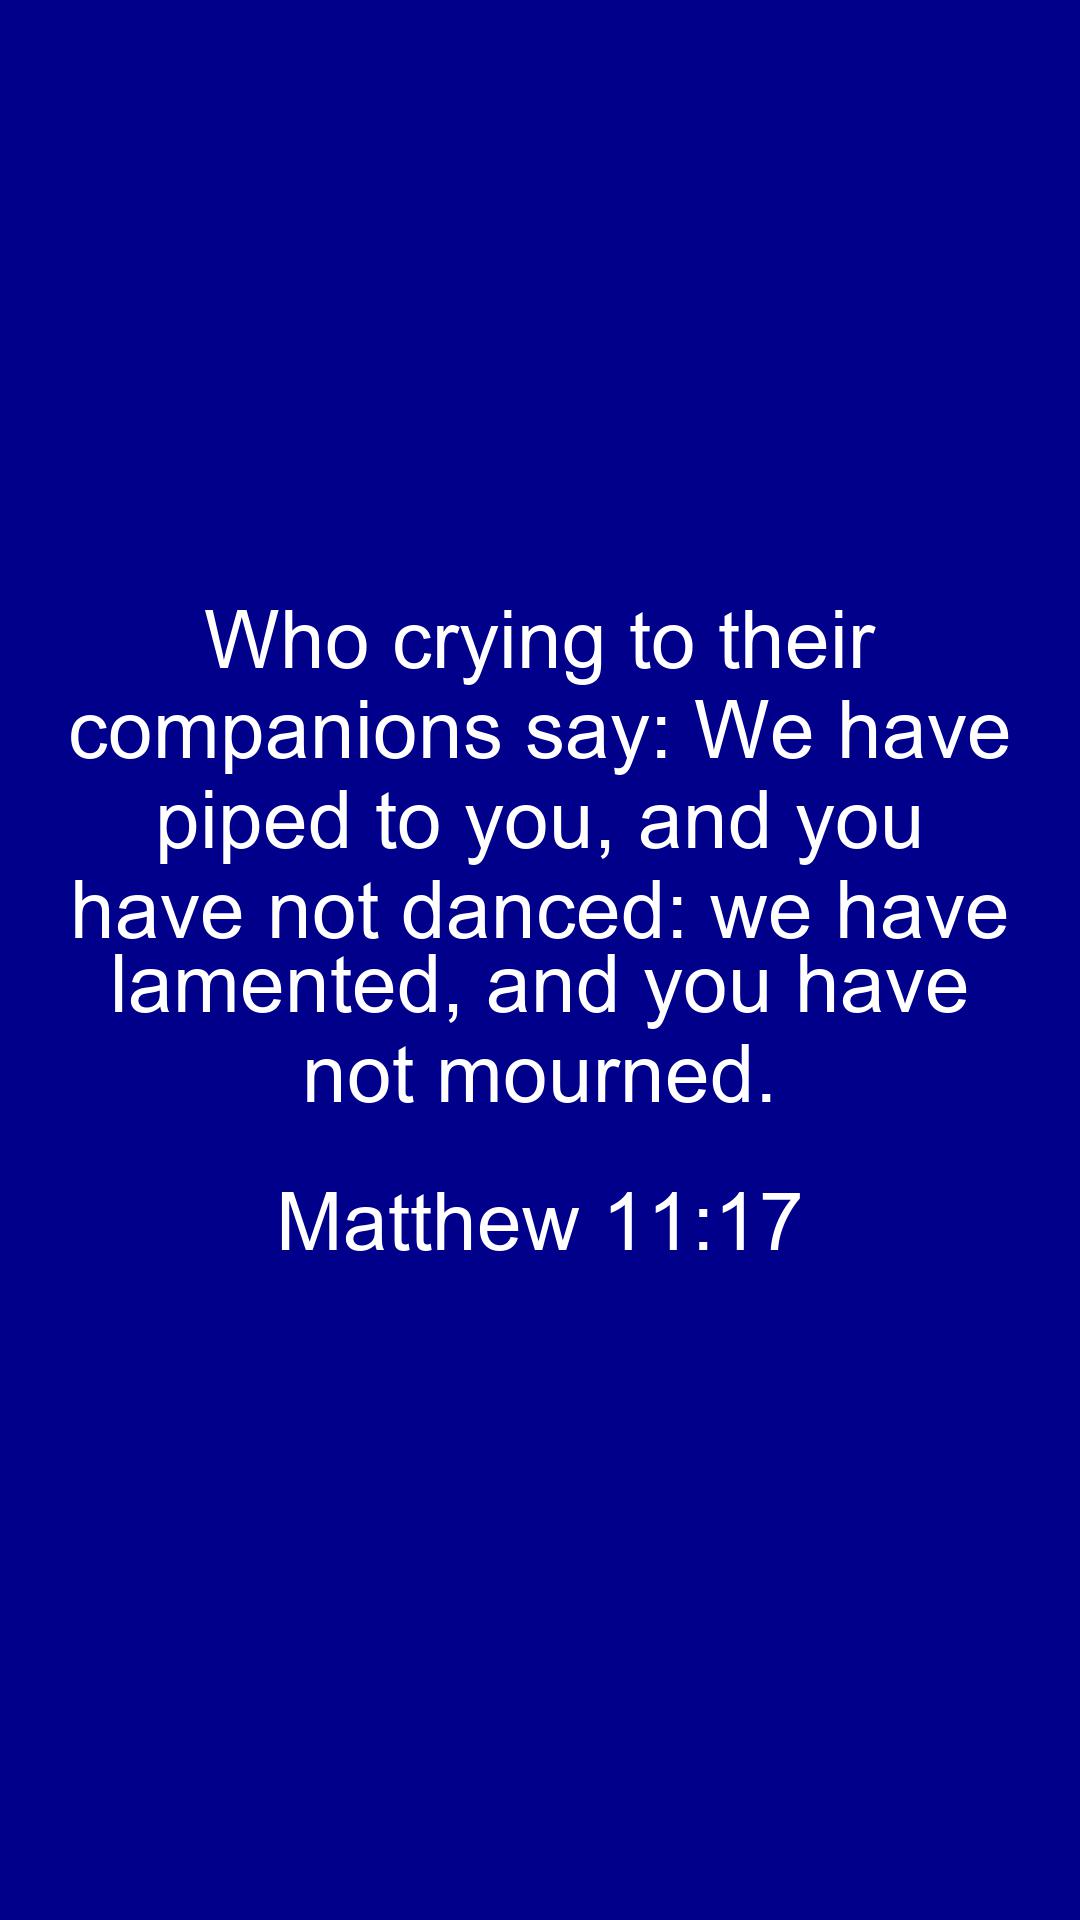 Who crying to their
companions say: We have
piped to you, and you
have not danced: we have
lamented, and you have
not mourned.
Matthew 11:17